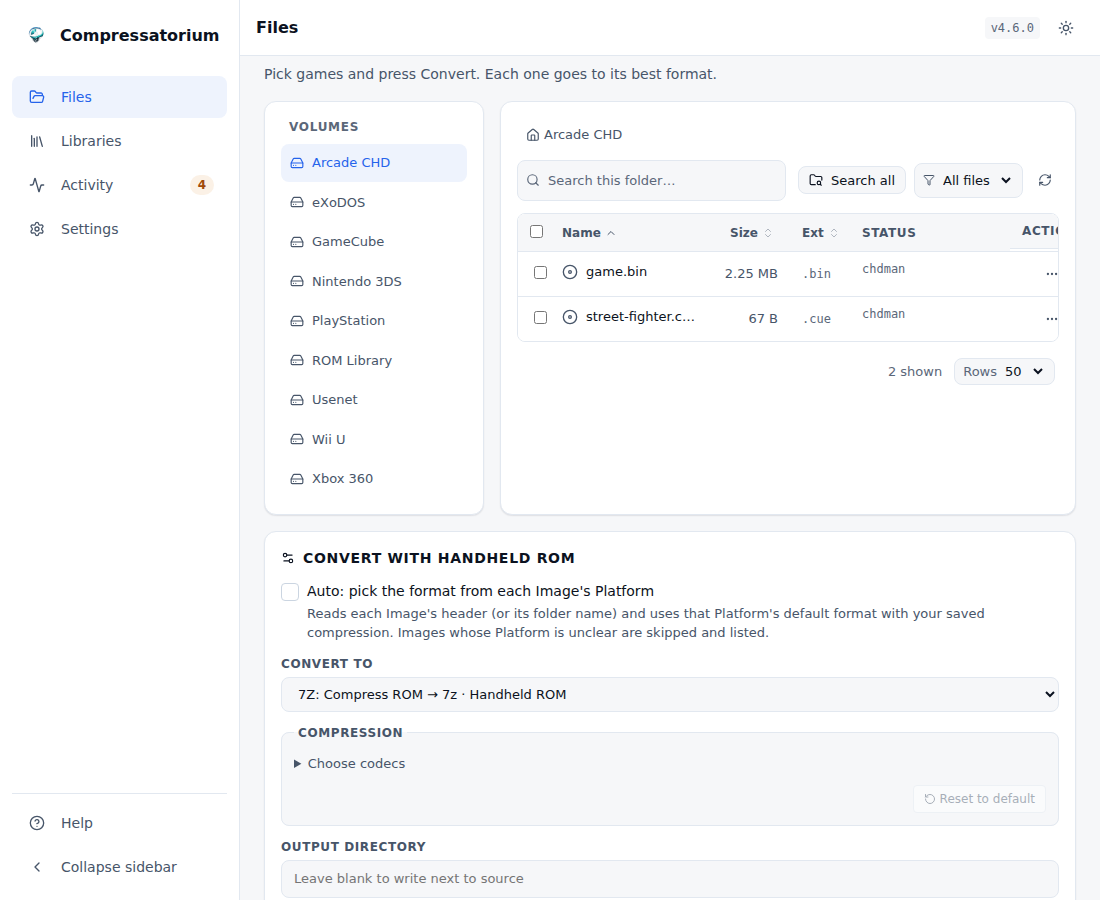 Compressatorium
Files
v4.6.0
Files
Libraries
Activity
4
Settings
Help
Collapse sidebar
Pick games and press Convert. Each one goes to its best format.
VOLUMES
Arcade CHD
eXoDOS
GameCube
Nintendo 3DS
PlayStation
ROM Library
Usenet
Wii U
Xbox 360
Arcade CHD
Search this folder…
Search all
All files
Name
Size
Ext
STATUS
ACTIO
game.bin
2.25 MB
.bin
chdman
street-fighter.c…
67 B
.cue
chdman
2 shown
Rows 50
CONVERT WITH HANDHELD ROM
Auto: pick the format from each Image's Platform
Reads each Image's header (or its folder name) and uses that Platform's default format with your saved
compression. Images whose Platform is unclear are skipped and listed.
CONVERT TO
7Z: Compress ROM → 7z · Handheld ROM
COMPRESSION
Choose codecs
Reset to default
OUTPUT DIRECTORY
Leave blank to write next to source